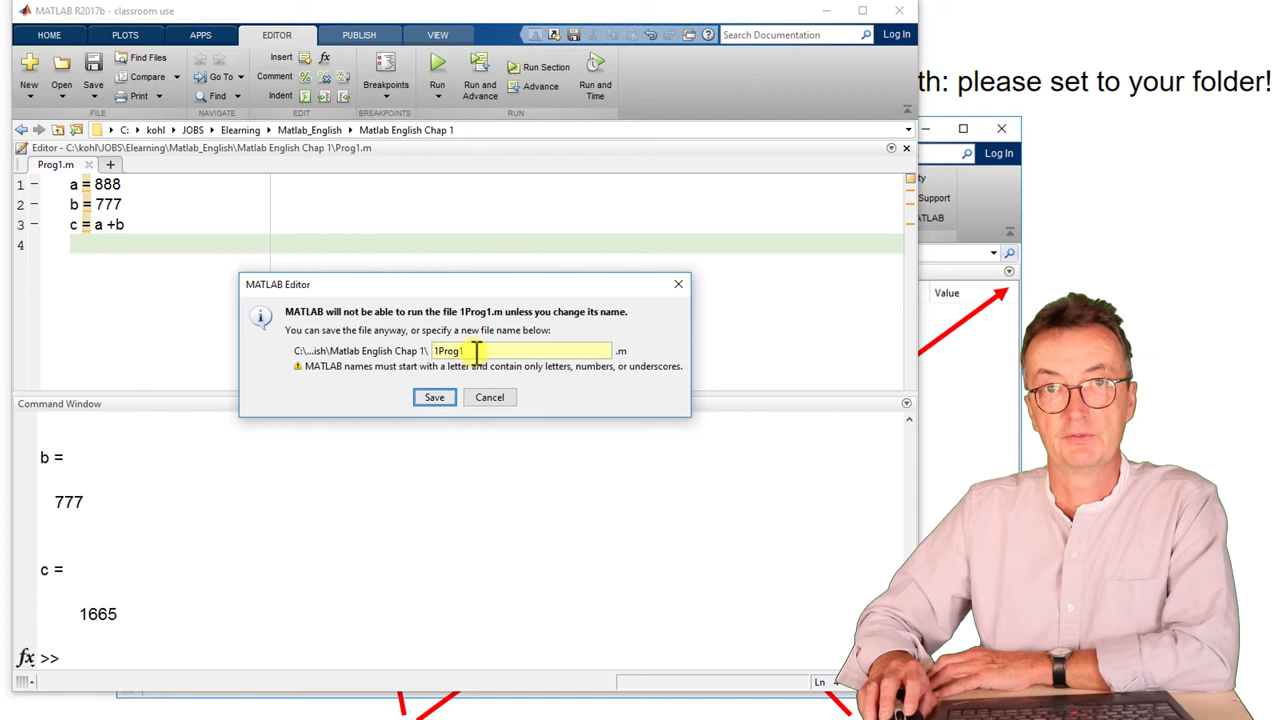 MATLAB R2017b - classroom use
HOME PLOTS APPS EDITOR PUBLISH VIEW Search Documentation Log In
New Open Save Find Files Compare Print Go To Find Insert fx Comment Indent Breakpoints Run Run and Advance Run Section Advance Run and Time
FILE NAVIGATE EDIT BREAKPOINTS RUN
C: kohl JOBS Elearning Matlab_English Matlab English Chap 1
Editor - C:\kohl\JOBS\Elearning\Matlab_English\Matlab English Chap 1\Prog1.m
Prog1.m
1 a = 888
2 b = 777
3 c = a +b
4
MATLAB Editor
MATLAB will not be able to run the file 1Prog1.m unless you change its name.
You can save the file anyway, or specify a new file name below:
C:\...ish\Matlab English Chap 1\ 1Prog1 .m
MATLAB names must start with a letter and contain only letters, numbers, or underscores.
Save Cancel
Command Window
b =
777
c =
1665
fx >>
Ln
th: please set to your folder!
Log In
Support
Value